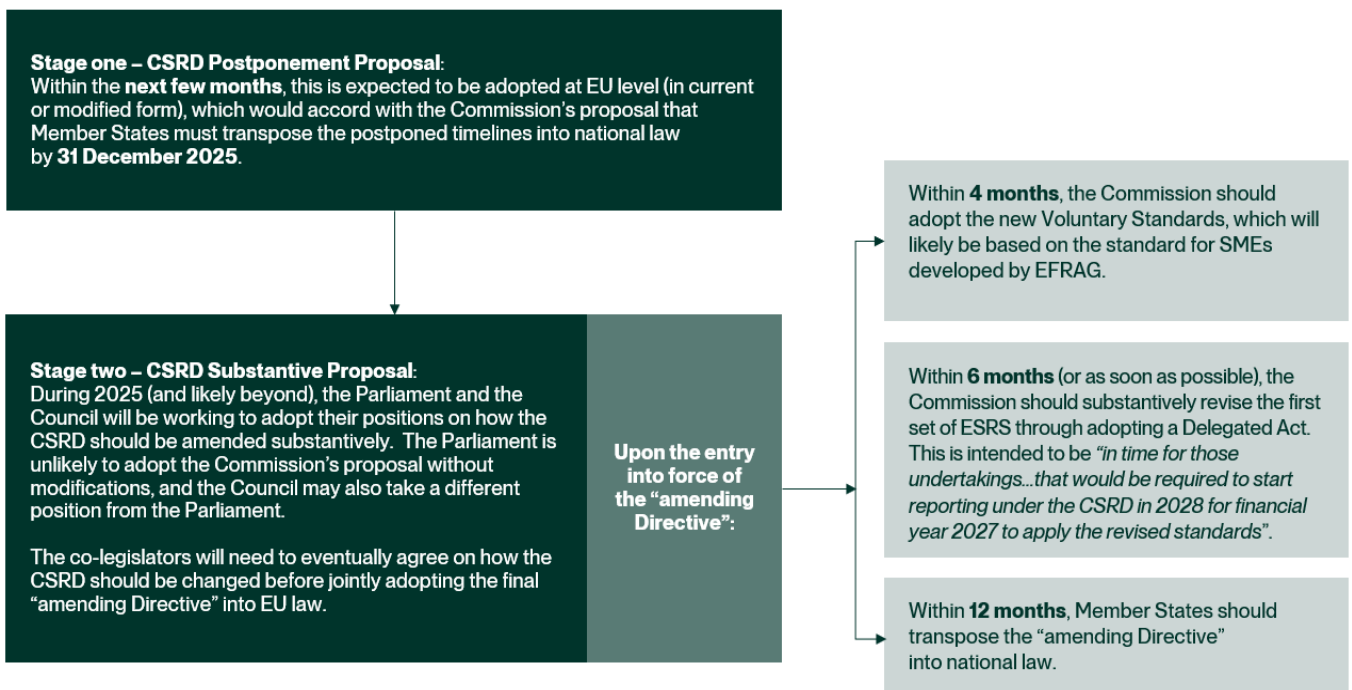 Stage one – CSRD Postponement Proposal:
Within the next few months, this is expected to be adopted at EU level (in current
or modified form), which would accord with the Commission's proposal that
Member States must transpose the postponed timelines into national law
by 31 December 2025.
Stage two – CSRD Substantive Proposal:
During 2025 (and likely beyond), the Parliament and the
Council will be working to adopt their positions on how the
CSRD should be amended substantively.  The Parliament is
unlikely to adopt the Commission's proposal without
modifications, and the Council may also take a different
position from the Parliament.
The co-legislators will need to eventually agree on how the
CSRD should be changed before jointly adopting the final
“amending Directive” into EU law.
Upon the entry
into force of
the “amending
Directive”:
Within 4 months, the Commission should
adopt the new Voluntary Standards, which will
likely be based on the standard for SMEs
developed by EFRAG.
Within 6 months (or as soon as possible), the
Commission should substantively revise the first
set of ESRS through adopting a Delegated Act.
This is intended to be “in time for those
undertakings...that would be required to start
reporting under the CSRD in 2028 for financial
year 2027 to apply the revised standards”.
Within 12 months, Member States should
transpose the “amending Directive”
into national law.